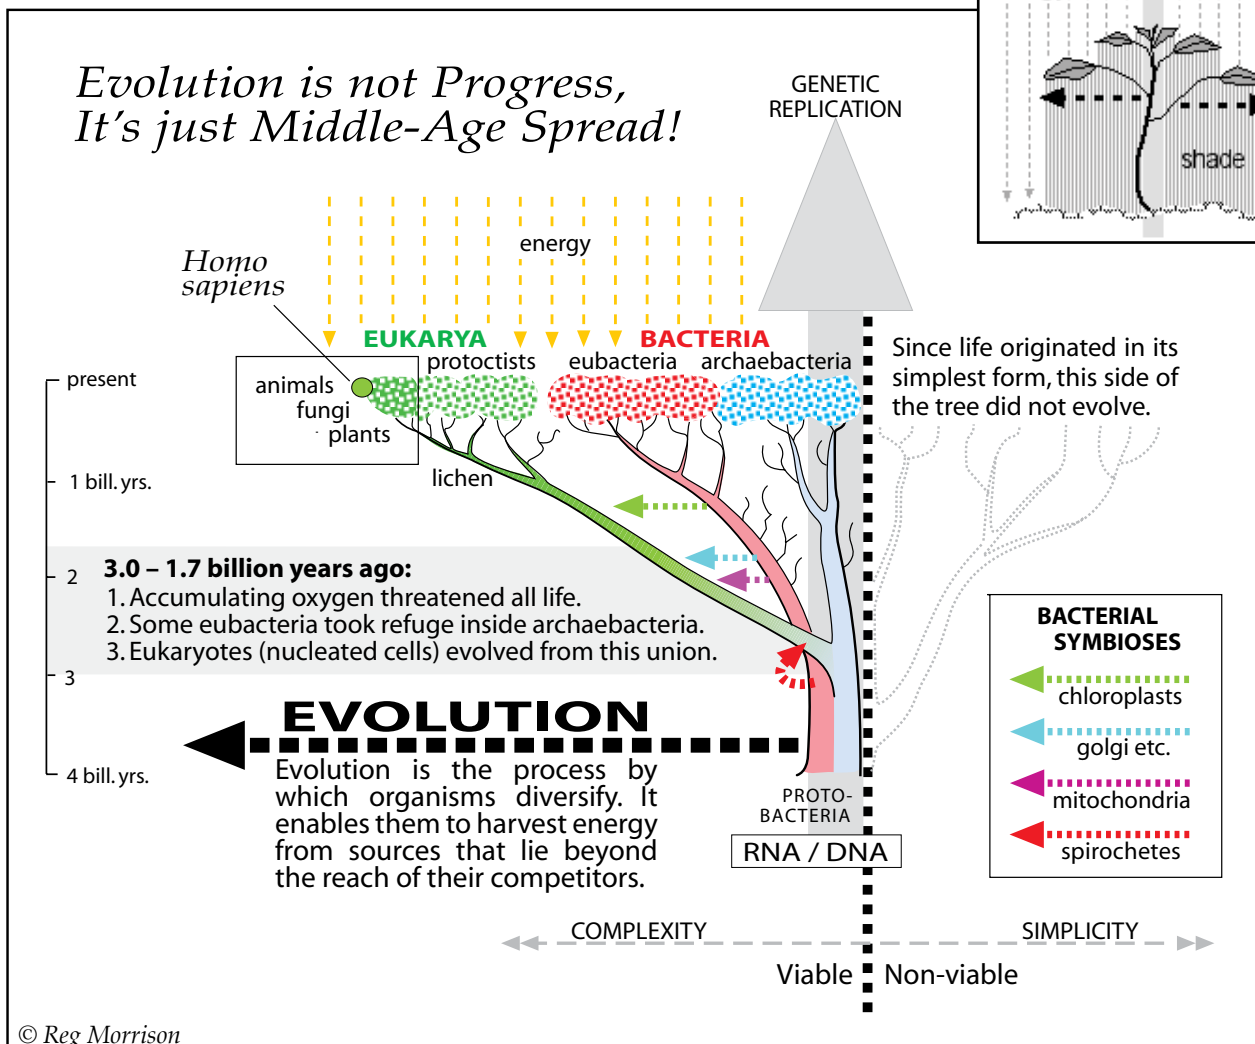 Evolution is not Progress,
It's just Middle-Age Spread!
GENETIC
REPLICATION
shade
energy
Homo
sapiens
EUKARYA
BACTERIA
protoctists
eubacteria
archaebacteria
present
animals
fungi
plants
lichen
1 bill. yrs.
2
3
4 bill. yrs.
Since life originated in its
simplest form, this side of
the tree did not evolve.
3.0 – 1.7 billion years ago:
1. Accumulating oxygen threatened all life.
2. Some eubacteria took refuge inside archaebacteria.
3. Eukaryotes (nucleated cells) evolved from this union.
EVOLUTION
Evolution is the process by
which organisms diversify. It
enables them to harvest energy
from sources that lie beyond
the reach of their competitors.
PROTO-
BACTERIA
RNA / DNA
BACTERIAL
SYMBIOSES
chloroplasts
golgi etc.
mitochondria
spirochetes
COMPLEXITY
SIMPLICITY
Viable
Non-viable
© Reg Morrison